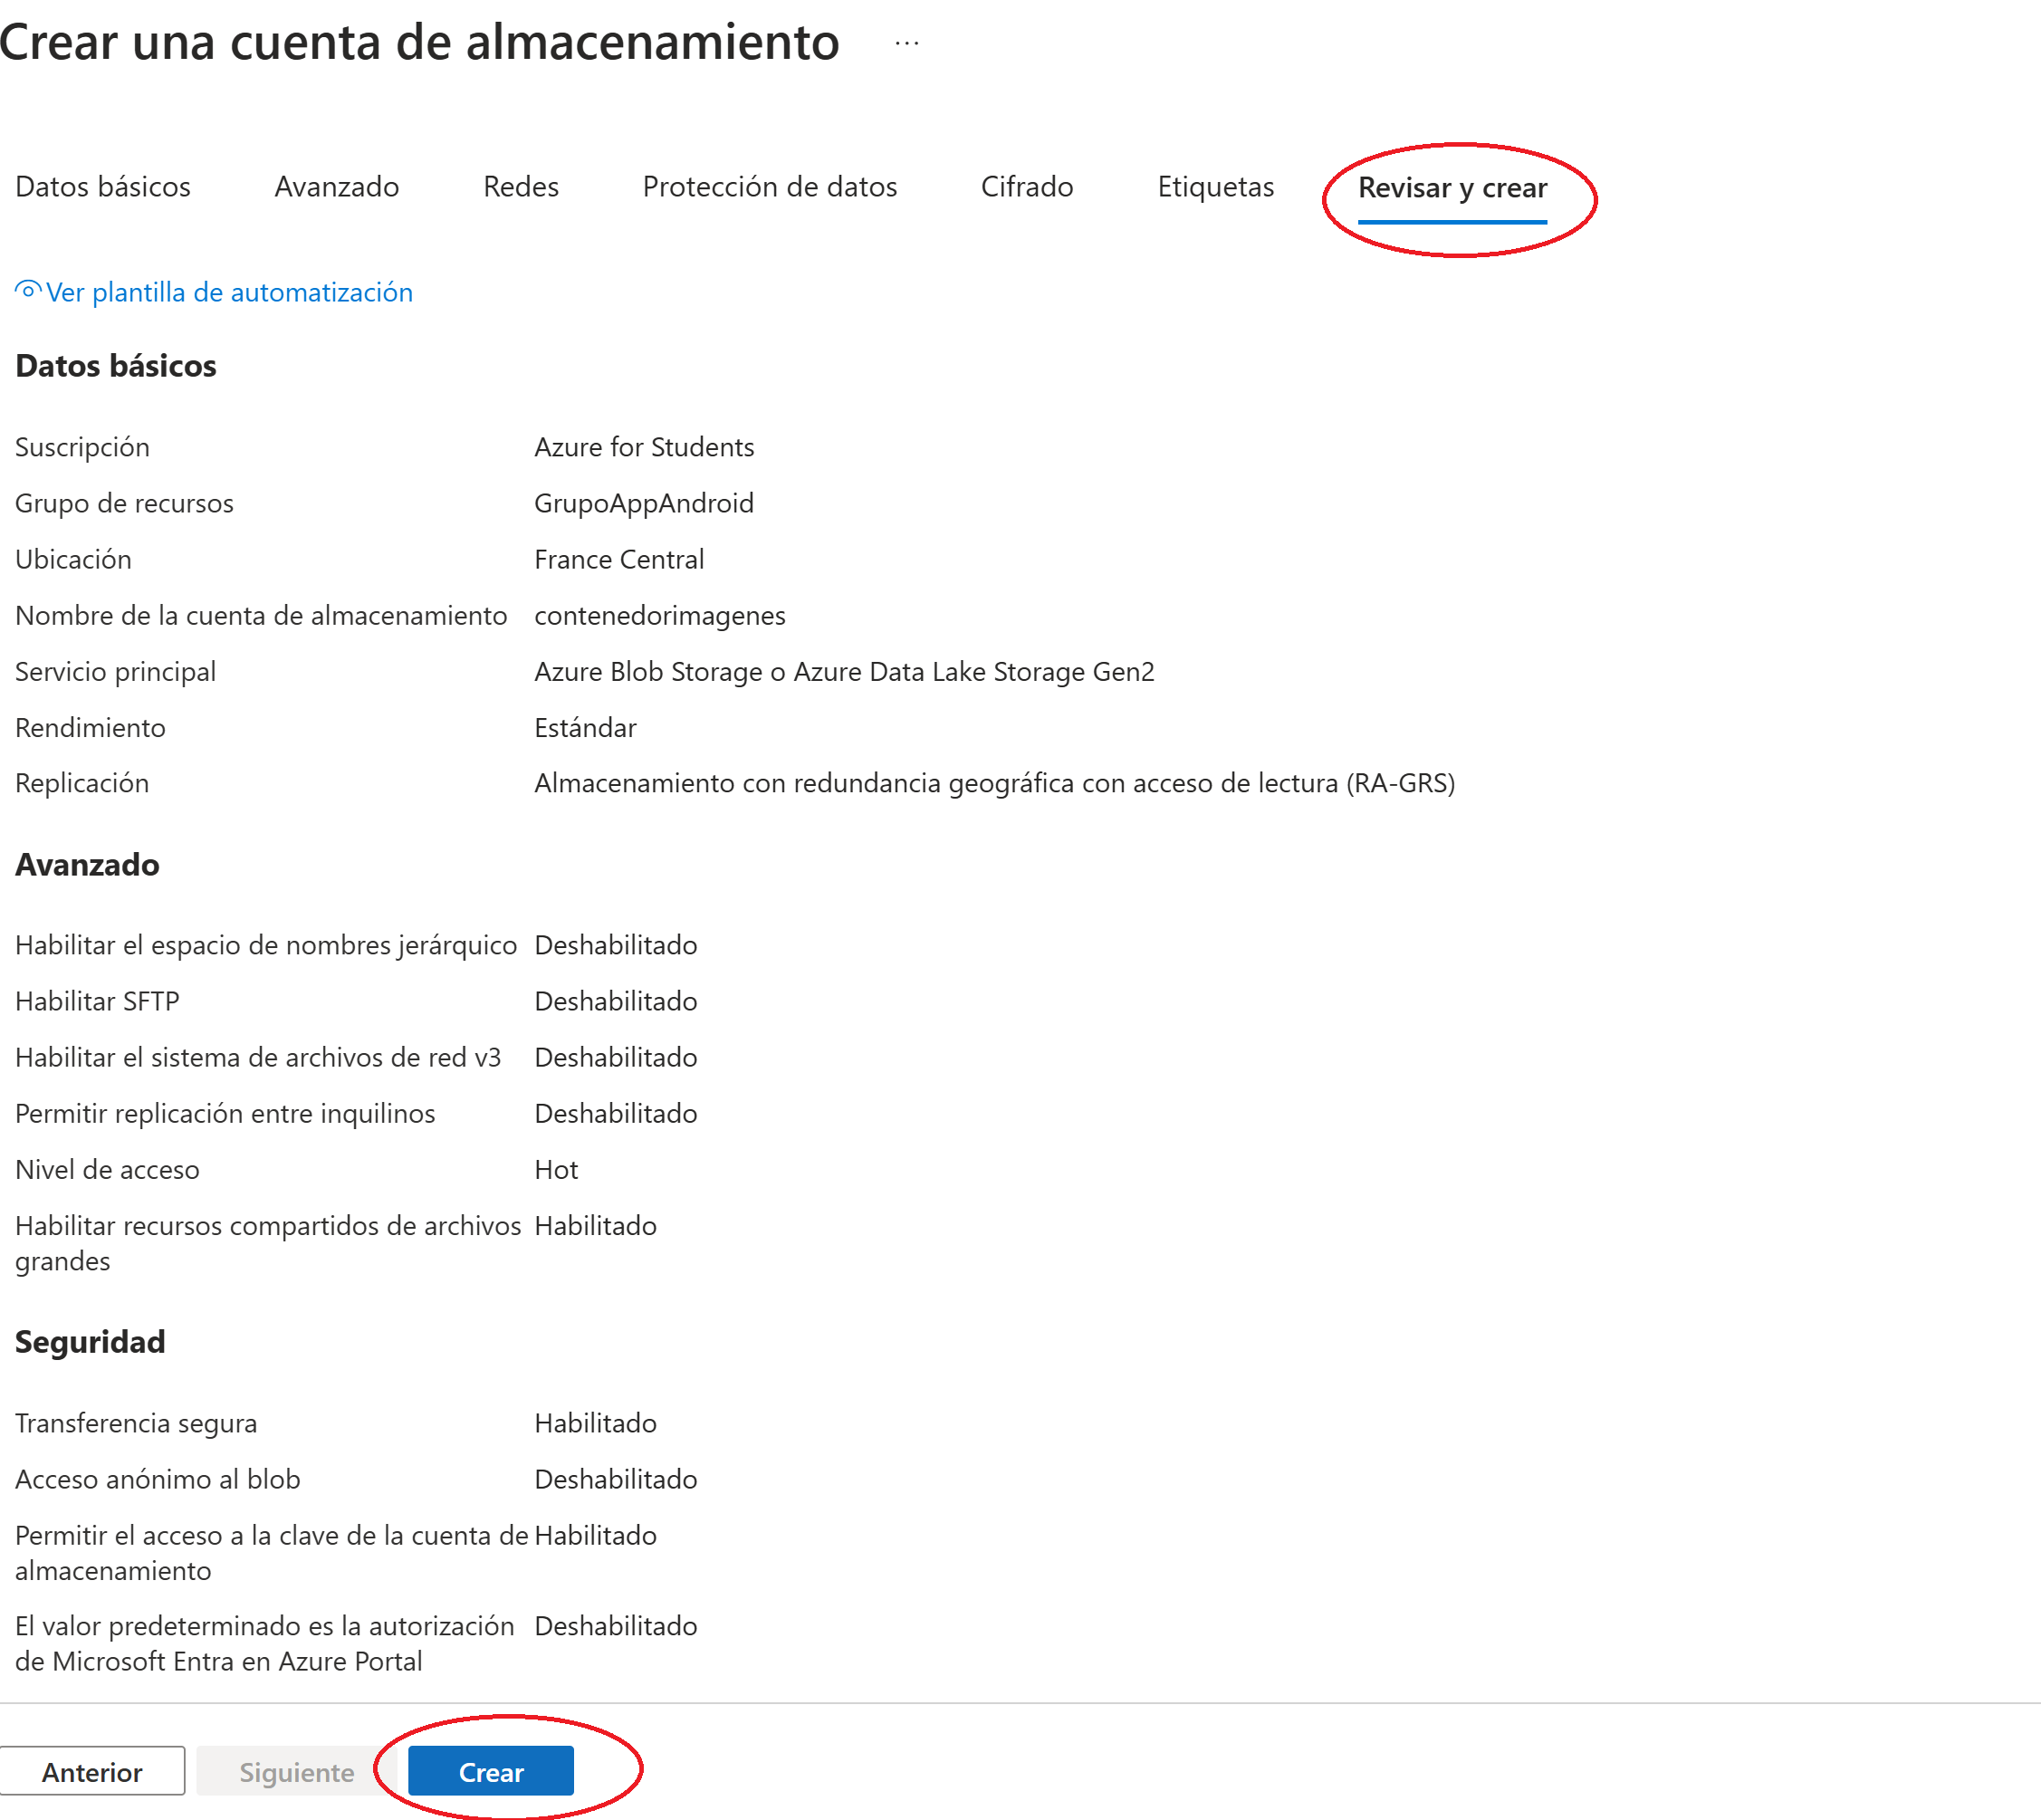 Crear una cuenta de almacenamiento ...
Datos básicos Avanzado Redes Protección de datos Cifrado Etiquetas Revisar y crear
Ver plantilla de automatización
Datos básicos
Suscripción Azure for Students
Grupo de recursos GrupoAppAndroid
Ubicación France Central
Nombre de la cuenta de almacenamiento contenedorimagenes
Servicio principal Azure Blob Storage o Azure Data Lake Storage Gen2
Rendimiento Estándar
Replicación Almacenamiento con redundancia geográfica con acceso de lectura (RA-GRS)
Avanzado
Habilitar el espacio de nombres jerárquico Deshabilitado
Habilitar SFTP Deshabilitado
Habilitar el sistema de archivos de red v3 Deshabilitado
Permitir replicación entre inquilinos Deshabilitado
Nivel de acceso Hot
Habilitar recursos compartidos de archivos Habilitado
grandes
Seguridad
Transferencia segura Habilitado
Acceso anónimo al blob Deshabilitado
Permitir el acceso a la clave de la cuenta de Habilitado
almacenamiento
El valor predeterminado es la autorización Deshabilitado
de Microsoft Entra en Azure Portal
Anterior Siguiente Crear